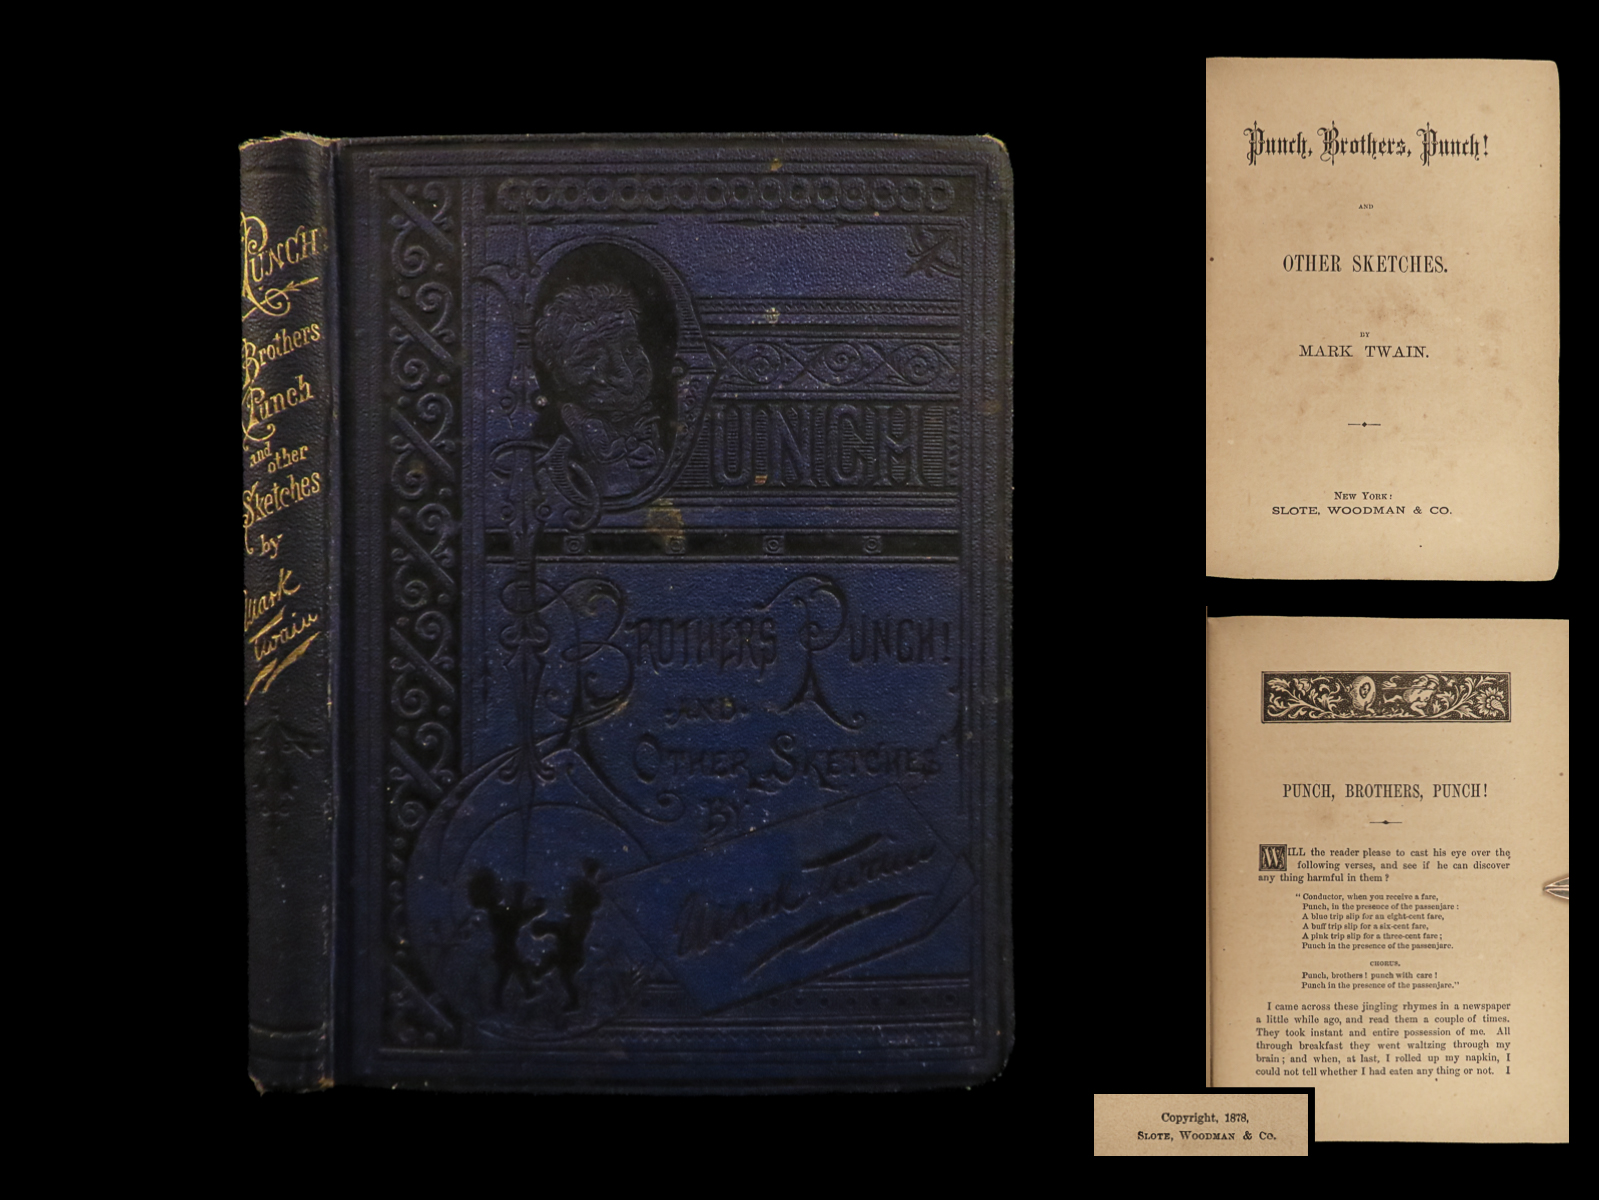 PUNCH
Brothers
Punch
and
other
Sketches
by
Mark
Twain
PUNCH
BROTHERS PUNCH!
AND
OTHER SKETCHES
BY
Mark Twain
Punch, Brothers, Punch!
AND
OTHER SKETCHES.
BY
MARK TWAIN.
NEW YORK:
SLOTE, WOODMAN & CO.
PUNCH, BROTHERS, PUNCH!
WILL the reader please to cast his eye over the
following verses, and see if he can discover
any thing harmful in them?
"Conductor, when you receive a fare,
Punch, in the presence of the passenjare:
A blue trip slip for an eight-cent fare,
A buff trip slip for a six-cent fare,
A pink trip slip for a three-cent fare;
Punch in the presence of the passenjare.
CHORUS.
Punch, brothers! punch with care!
Punch in the presence of the passenjare."
I came across these jingling rhymes in a newspaper
a little while ago, and read them a couple of times.
They took instant and entire possession of me. All
through breakfast they went waltzing through my
brain; and when, at last, I rolled up my napkin, I
could not tell whether I had eaten any thing or not. I
Copyright, 1878,
SLOTE, WOODMAN & CO.